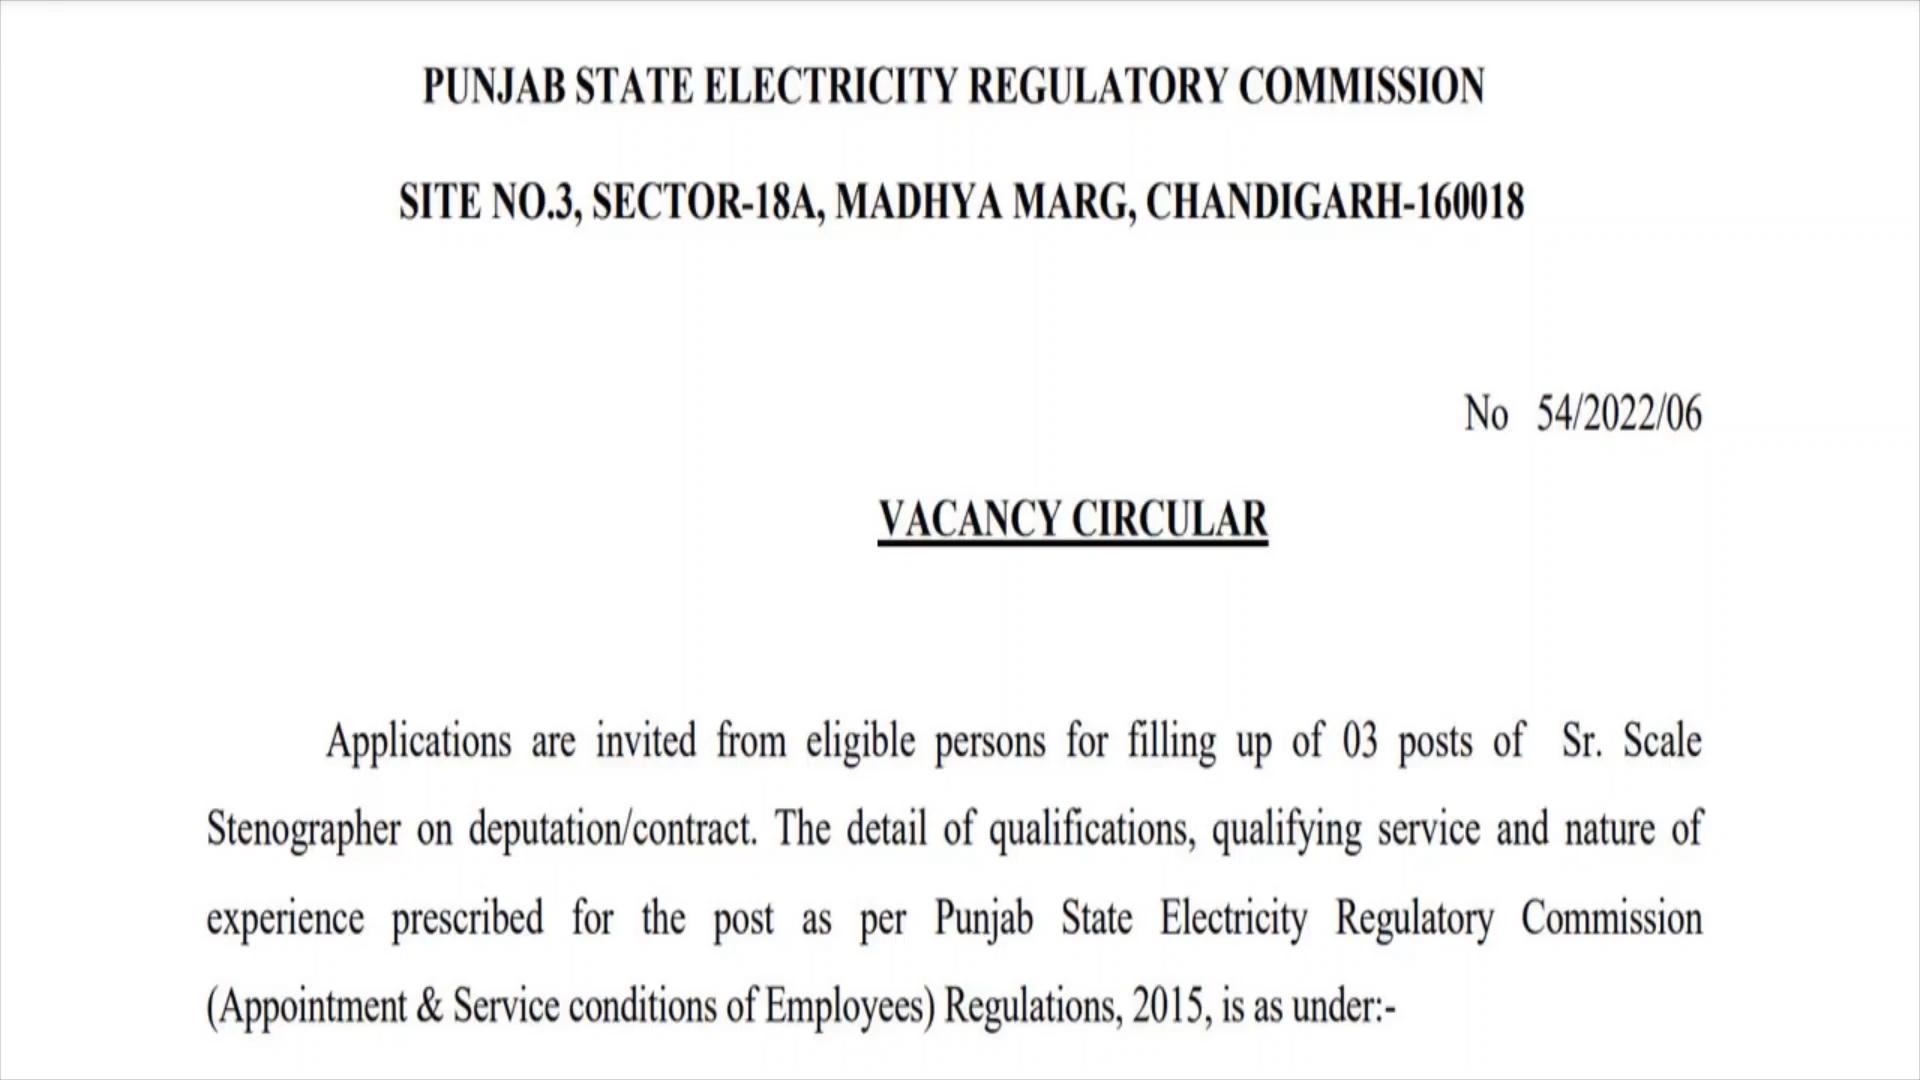 PUNJAB STATE ELECTRICITY REGULATORY COMMISSION
SITE NO.3, SECTOR-18A, MADHYA MARG, CHANDIGARH-160018
No 54/2022/06
VACANCY CIRCULAR
Applications are invited from eligible persons for filling up of 03 posts of Sr. Scale
Stenographer on deputation/contract. The detail of qualifications, qualifying service and nature of
experience prescribed for the post as per Punjab State Electricity Regulatory Commission
(Appointment & Service conditions of Employees) Regulations, 2015, is as under:-